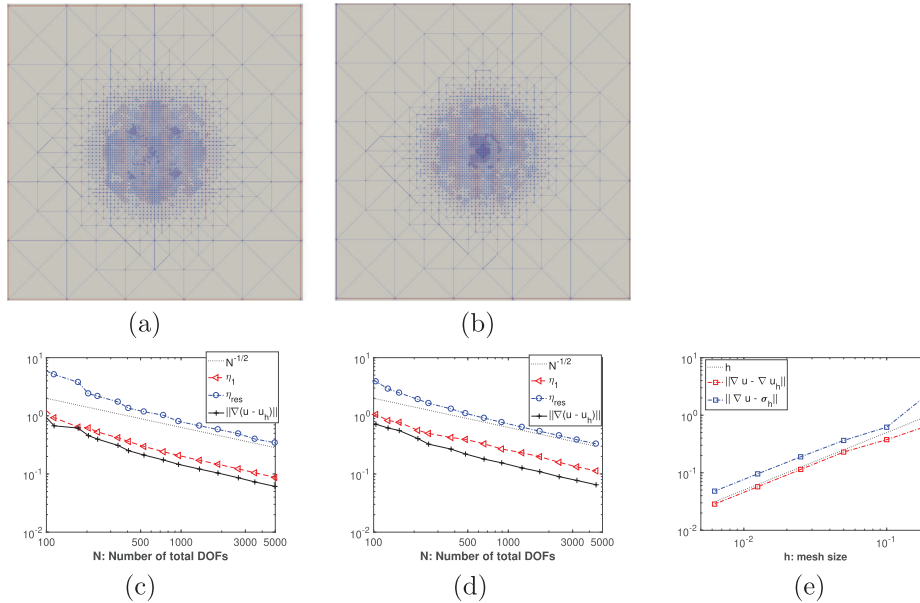 (a)
(b)
10^1
10^0
10^-1
10^-2
100
500
1000
3000
5000
N: Number of total DOFs
N^-1/2
η_1
η_res
||∇(u - u_h)||
(c)
10^1
10^0
10^-1
10^-2
100
500
1000
3000
5000
N: Number of total DOFs
N^-1/2
η_1
η_res
||∇(u - u_h)||
(d)
10^1
10^0
10^-1
10^-2
10^-2
10^-1
h: mesh size
h
||∇ u - ∇ u_h||
||∇ u - σ_h||
(e)